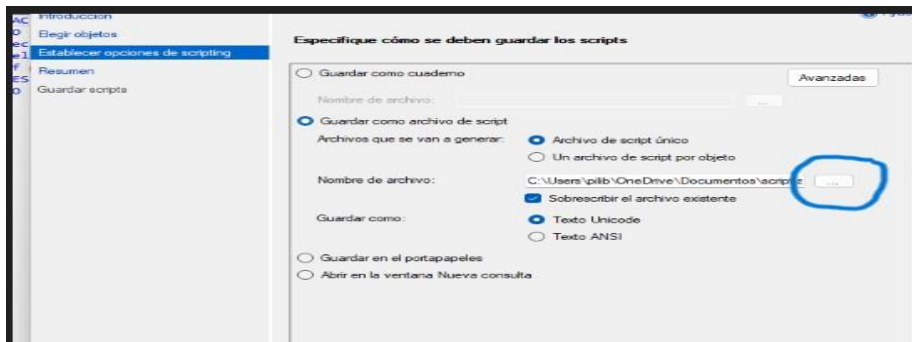 Introducción
Elegir objetos
Establecer opciones de scripting
Resumen
Guardar scripts
Especifique cómo se deben guardar los scripts
Guardar como cuaderno
Avanzadas
Nombre de archivo:
...
Guardar como archivo de script
Archivos que se van a generar:
Archivo de script único
Un archivo de script por objeto
Nombre de archivo:
C:\Users\pilib\OneDrive\Documentos\script
...
Sobrescribir el archivo existente
Guardar como:
Texto Unicode
Texto ANSI
Guardar en el portapapeles
Abrir en la ventana Nueva consulta